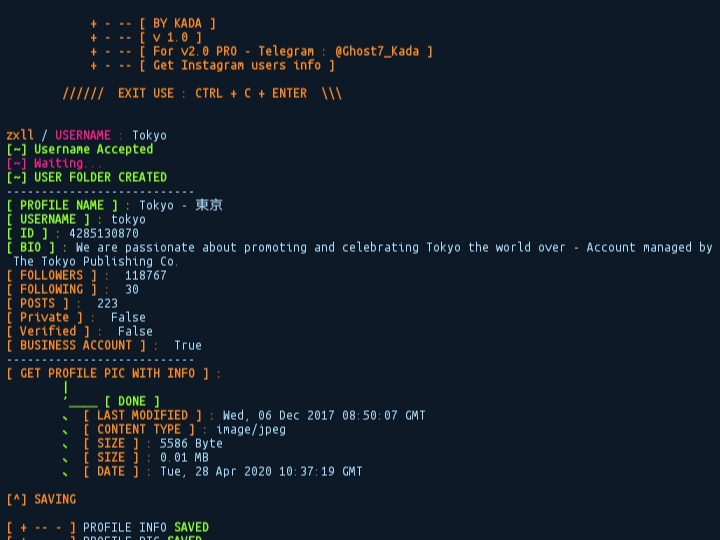 + - -- [ BY KADA ]
+ - -- [ v 1.0 ]
+ - -- [ For v2.0 PRO - Telegram : @Ghost7_Kada ]
+ - -- [ Get Instagram users info ]
////// EXIT USE : CTRL + C + ENTER \\\
zxll / USERNAME : Tokyo
[~] Username Accepted
[~] Waiting...
[~] USER FOLDER CREATED
---------------------------
[ PROFILE NAME ] : Tokyo - 東京
[ USERNAME ] : tokyo
[ ID ] : 4285130870
[ BIO ] : We are passionate about promoting and celebrating Tokyo the world over - Account managed by
The Tokyo Publishing Co.
[ FOLLOWERS ] : 118767
[ FOLLOWING ] : 30
[ POSTS ] : 223
[ Private ] : False
[ Verified ] : False
[ BUSINESS ACCOUNT ] : True
---------------------------
[ GET PROFILE PIC WITH INFO ] :
|
'____ [ DONE ]
[ LAST MODIFIED ] : Wed, 06 Dec 2017 08:50:07 GMT
[ CONTENT TYPE ] : image/jpeg
[ SIZE ] : 5586 Byte
[ SIZE ] : 0.01 MB
[ DATE ] : Tue, 28 Apr 2020 10:37:19 GMT
[^] SAVING
[ + -- - ] PROFILE INFO SAVED
[ + -- - ] PROFILE PIC SAVED